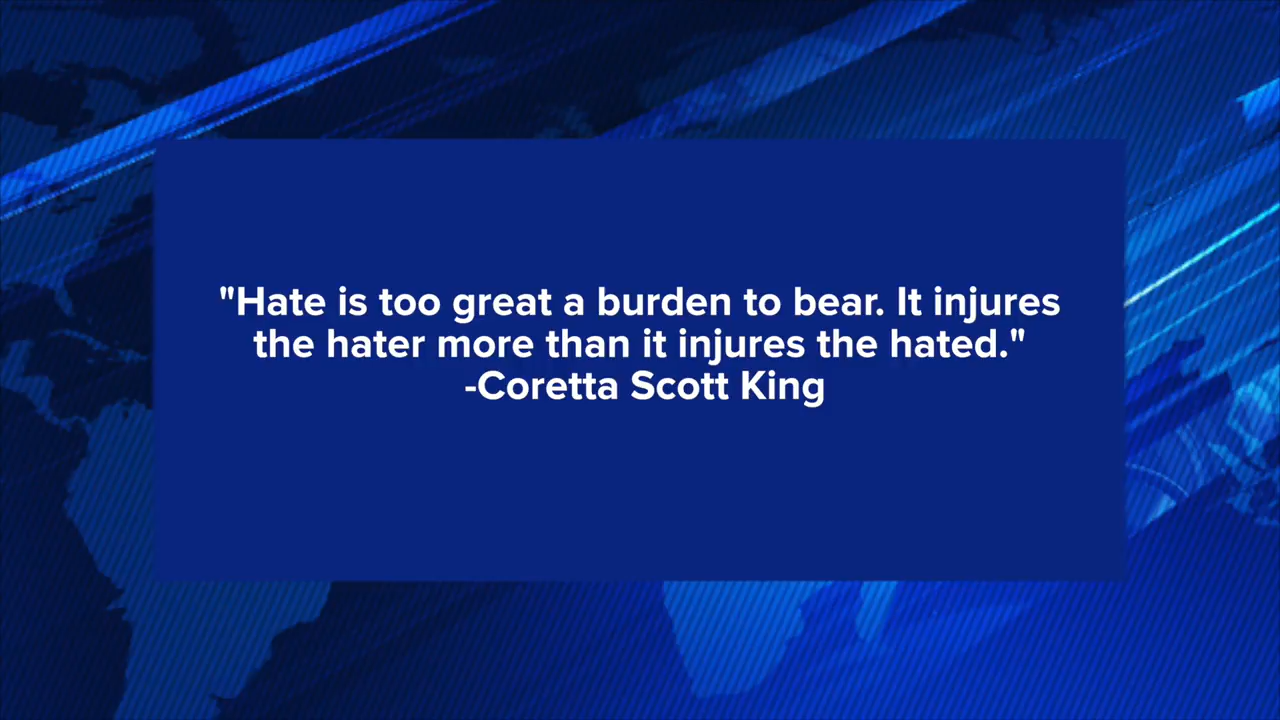 "Hate is too great a burden to bear. It injures
the hater more than it injures the hated."
-Coretta Scott King